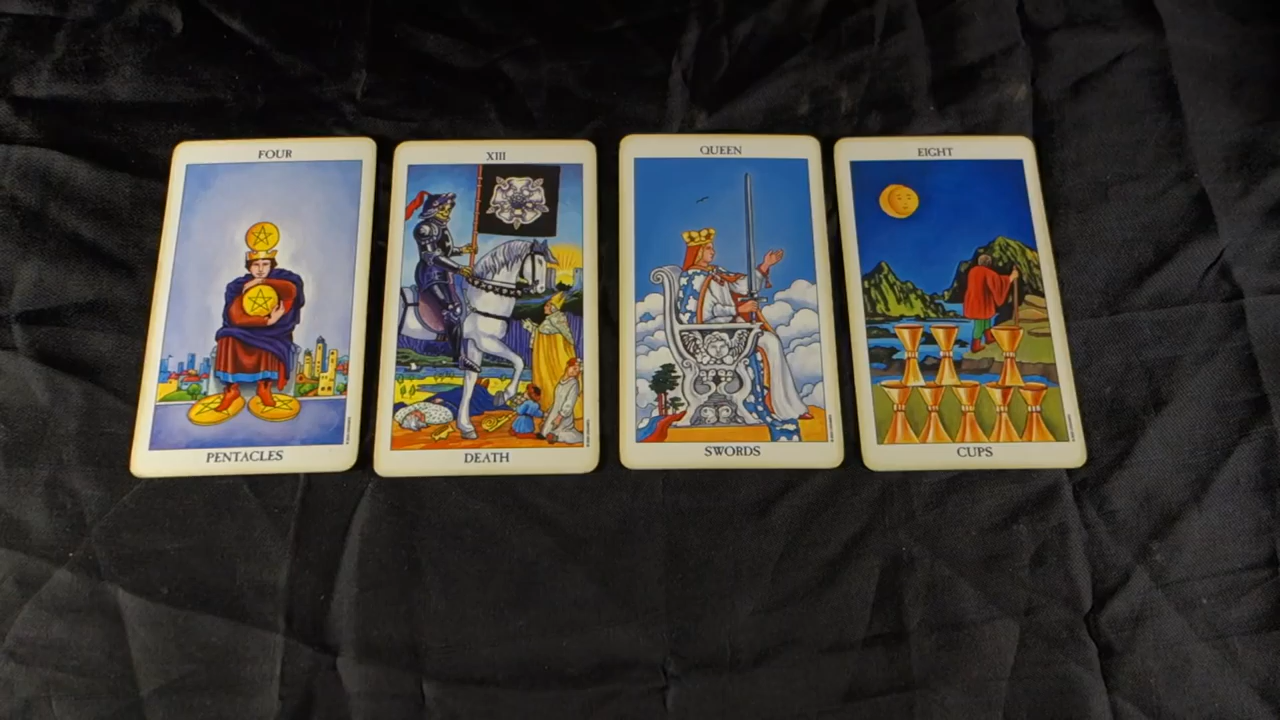 FOUR
PENTACLES
XIII
DEATH
QUEEN
SWORDS
EIGHT
CUPS